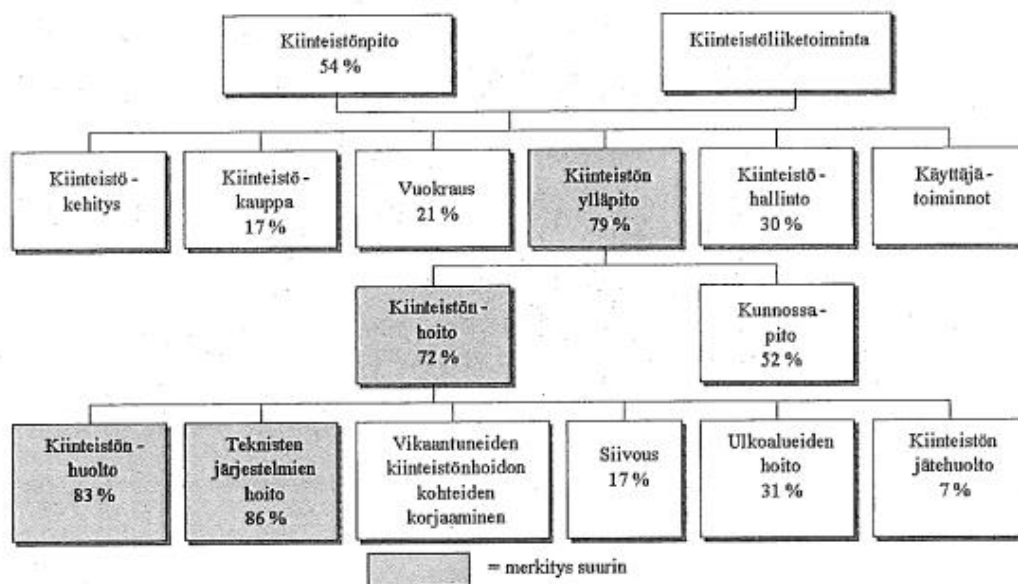 Kiinteistönpito
54 %
Kiinteistöliiketoiminta
Kiinteistö -
kehitys
Kiinteistö -
kauppa
17 %
Vuokraus
21 %
Kiinteistön
ylläpito
79 %
Kiinteistö -
hallinto
30 %
Käyttäjä -
toiminnot
Kiinteistön -
hoito
72 %
Kunnossa -
pito
52 %
Kiinteistön -
huolto
83 %
Teknisten
järjestelmien
hoito
86 %
Vikaantuneiden
kiinteistönhoidon
kohteiden
korjaaminen
Siivous
17 %
Ulkoalueiden
hoito
31 %
Kiinteistön
jätehuolto
7 %
= merkitys suurin